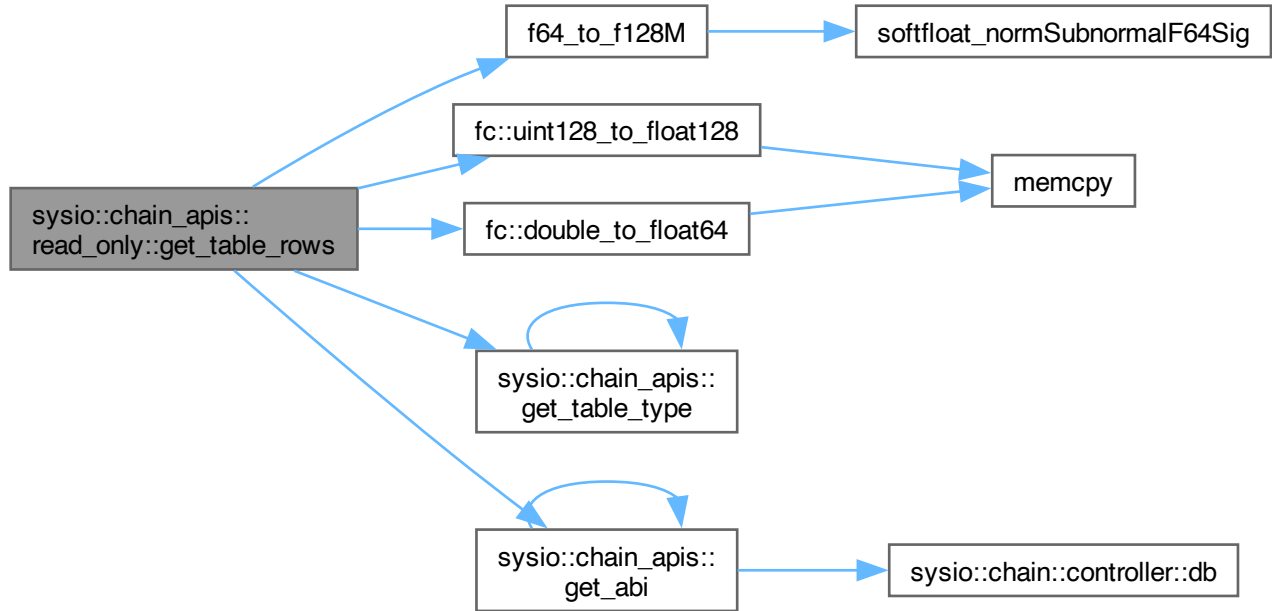 f64_to_f128M
softfloat_normSubnormalF64Sig
fc::uint128_to_float128
memcpy
sysio::chain_apis::
read_only::get_table_rows
fc::double_to_float64
sysio::chain_apis::
get_table_type
sysio::chain_apis::
get_abi
sysio::chain::controller::db